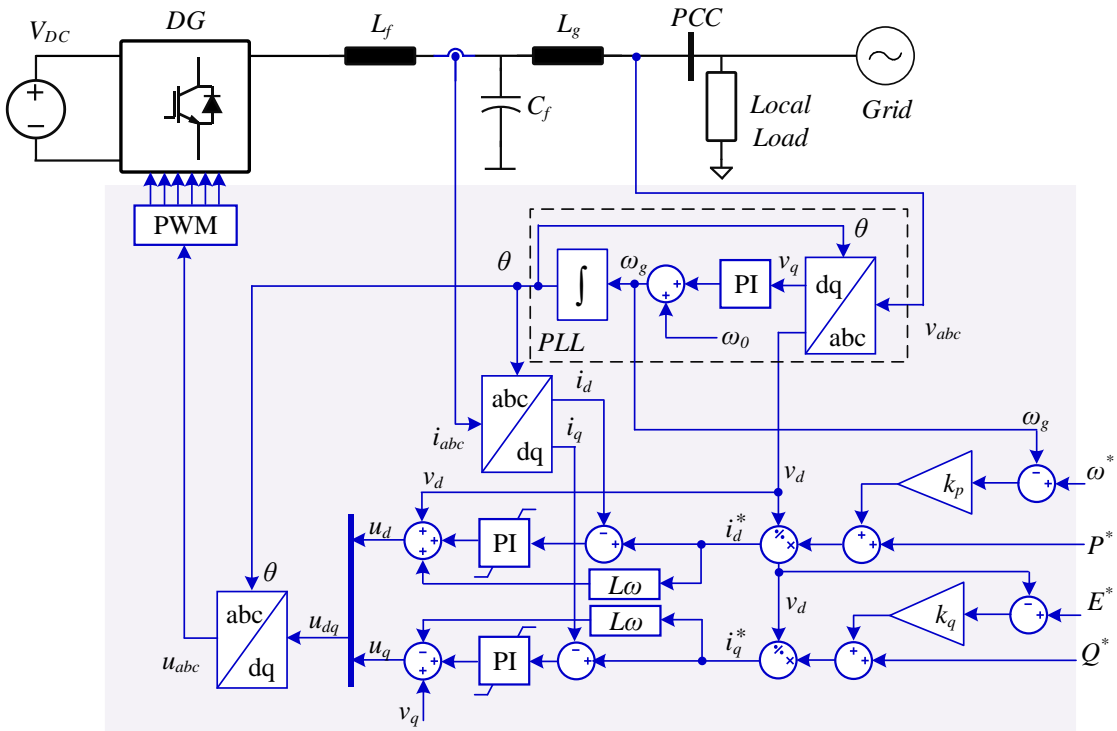 DG
L_f
L_g
PCC
V_DC
+
−
C_f
Local
Load
Grid
PWM
θ
θ
ω_g
v_q
PI
dq
abc
∫
+
+
ω_0
PLL
v_abc
abc
dq
i_d
i_q
i_abc
ω_g
ω^*
k_p
−
+
v_d
v_d
u_d
+
+
+
PI
−
+
i_d^*
%
×
+
+
P^*
Lω
θ
Lω
v_d
k_q
−
+
E^*
abc
dq
u_dq
u_abc
u_q
−
−
+
+
PI
−
+
i_q^*
%
×
+
+
Q^*
v_q